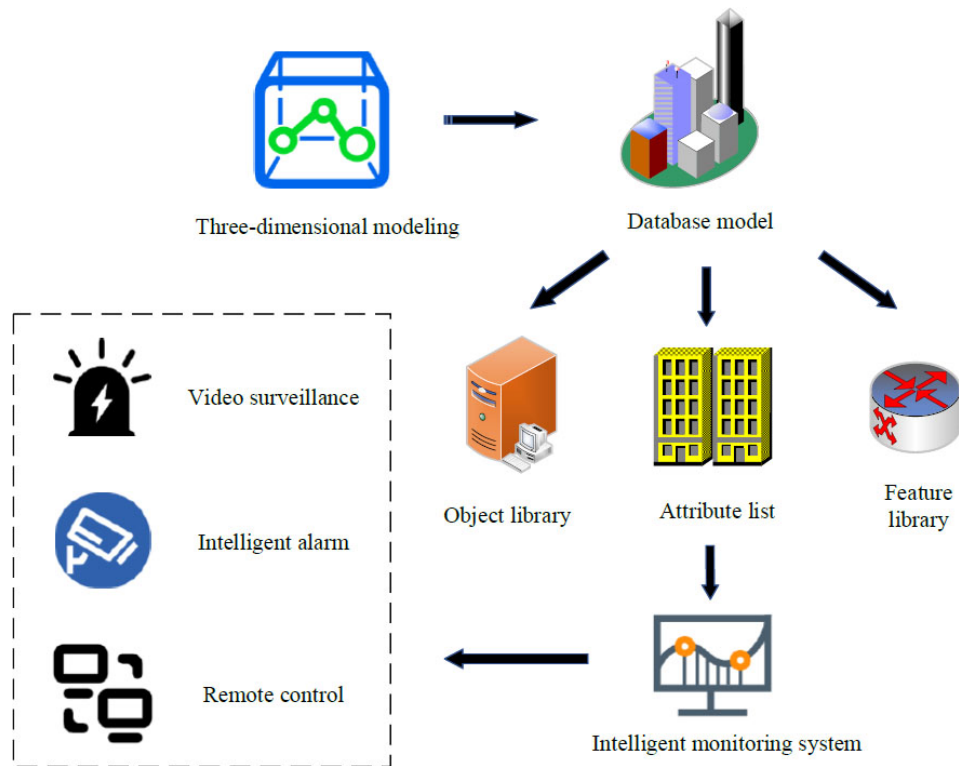 Three-dimensional modeling
Database model
Video surveillance
Object library
Attribute list
Feature
library
Intelligent alarm
Remote control
Intelligent monitoring system